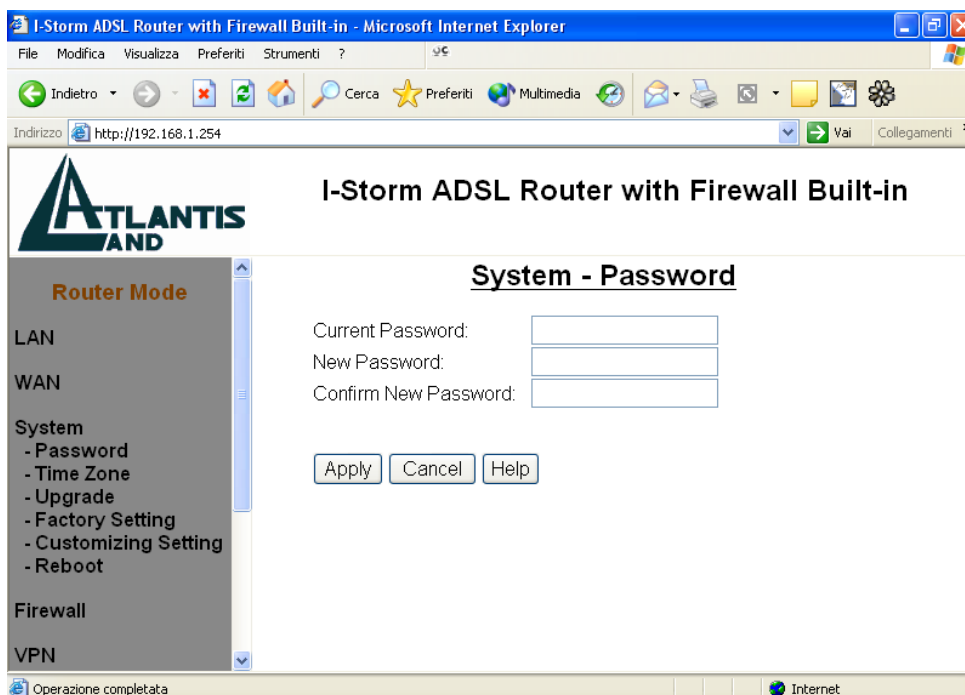 I-Storm ADSL Router with Firewall Built-in - Microsoft Internet Explorer
File Modifica Visualizza Preferiti Strumenti ?
Indietro Cerca Preferiti Multimedia
Indirizzo http://192.168.1.254 Vai Collegamenti
ATLANTIS
LAND
I-Storm ADSL Router with Firewall Built-in
Router Mode
LAN
WAN
System
- Password
- Time Zone
- Upgrade
- Factory Setting
- Customizing Setting
- Reboot
Firewall
VPN
System - Password
Current Password:
New Password:
Confirm New Password:
Apply Cancel Help
Operazione completata Internet